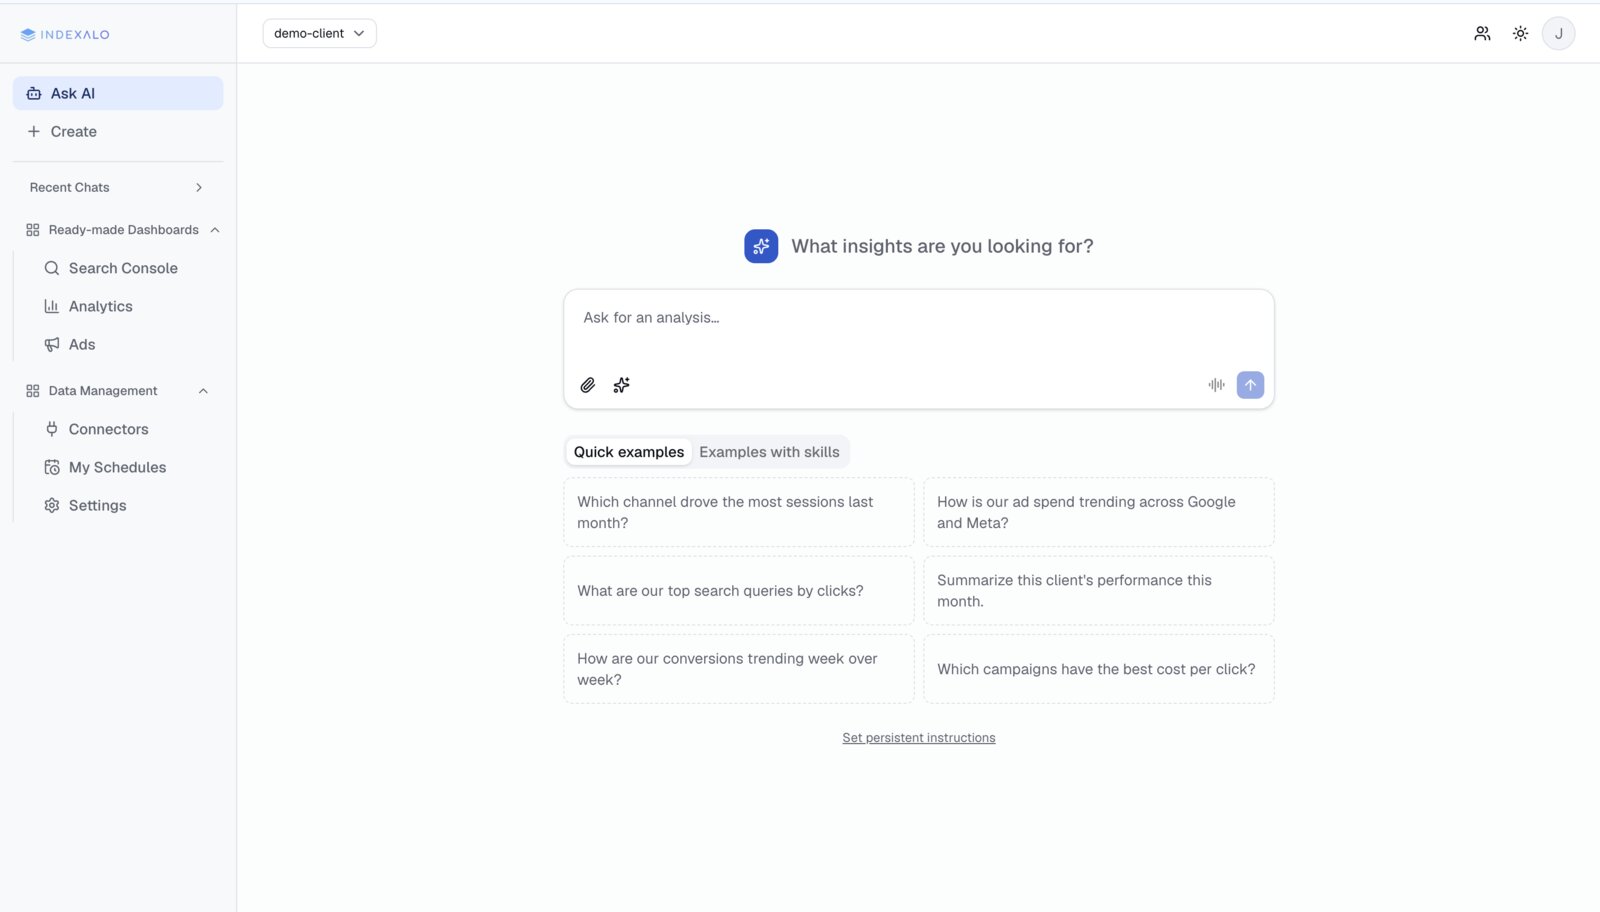 INDEXALO
demo-client
J
Ask AI
Create
Recent Chats
Ready-made Dashboards
Search Console
Analytics
Ads
Data Management
Connectors
My Schedules
Settings
What insights are you looking for?
Ask for an analysis...
Quick examples
Examples with skills
Which channel drove the most sessions last
month?
How is our ad spend trending across Google
and Meta?
What are our top search queries by clicks?
Summarize this client's performance this
month.
How are our conversions trending week over
week?
Which campaigns have the best cost per click?
Set persistent instructions